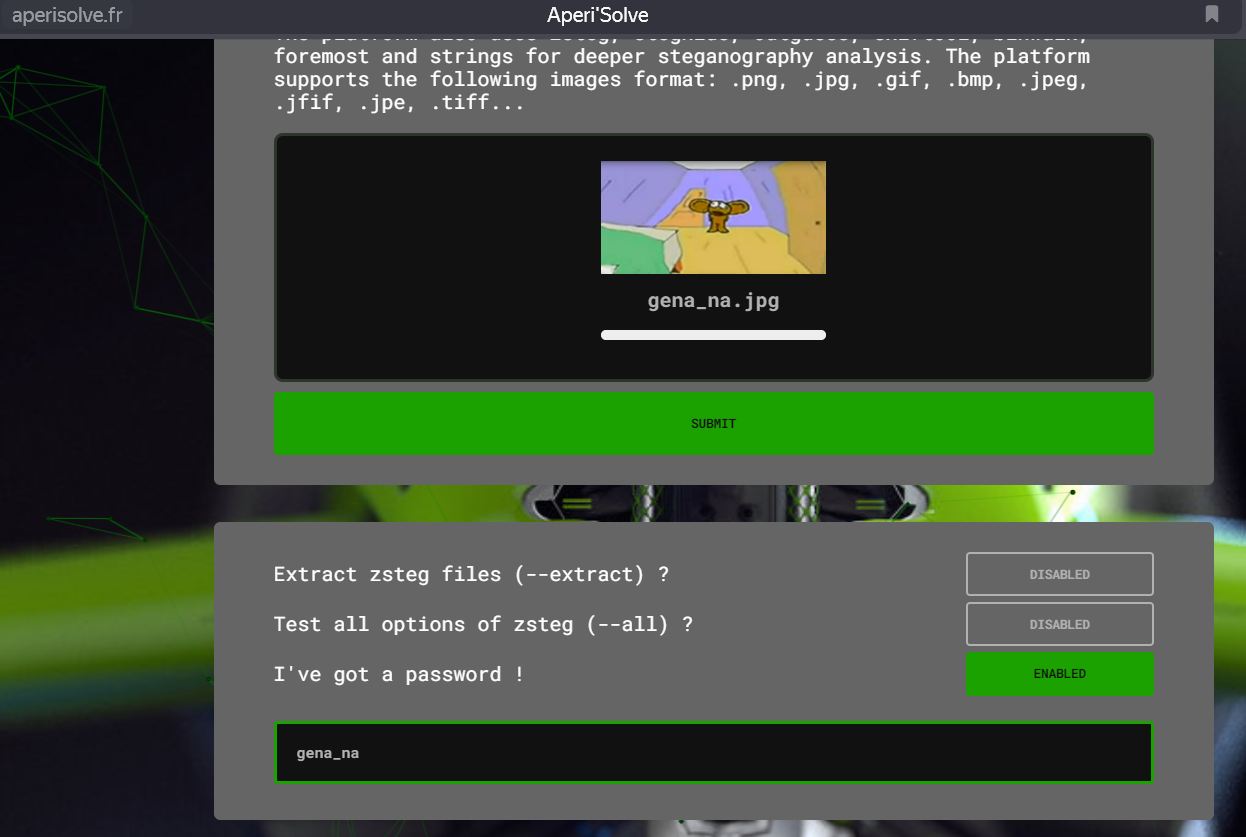 aperisolve.fr
Aperi'Solve
foremost and strings for deeper steganography analysis. The platform
supports the following images format: .png, .jpg, .gif, .bmp, .jpeg,
.jfif, .jpe, .tiff...
gena_na.jpg
SUBMIT
Extract zsteg files (--extract) ?
DISABLED
Test all options of zsteg (--all) ?
DISABLED
I've got a password !
ENABLED
gena_na